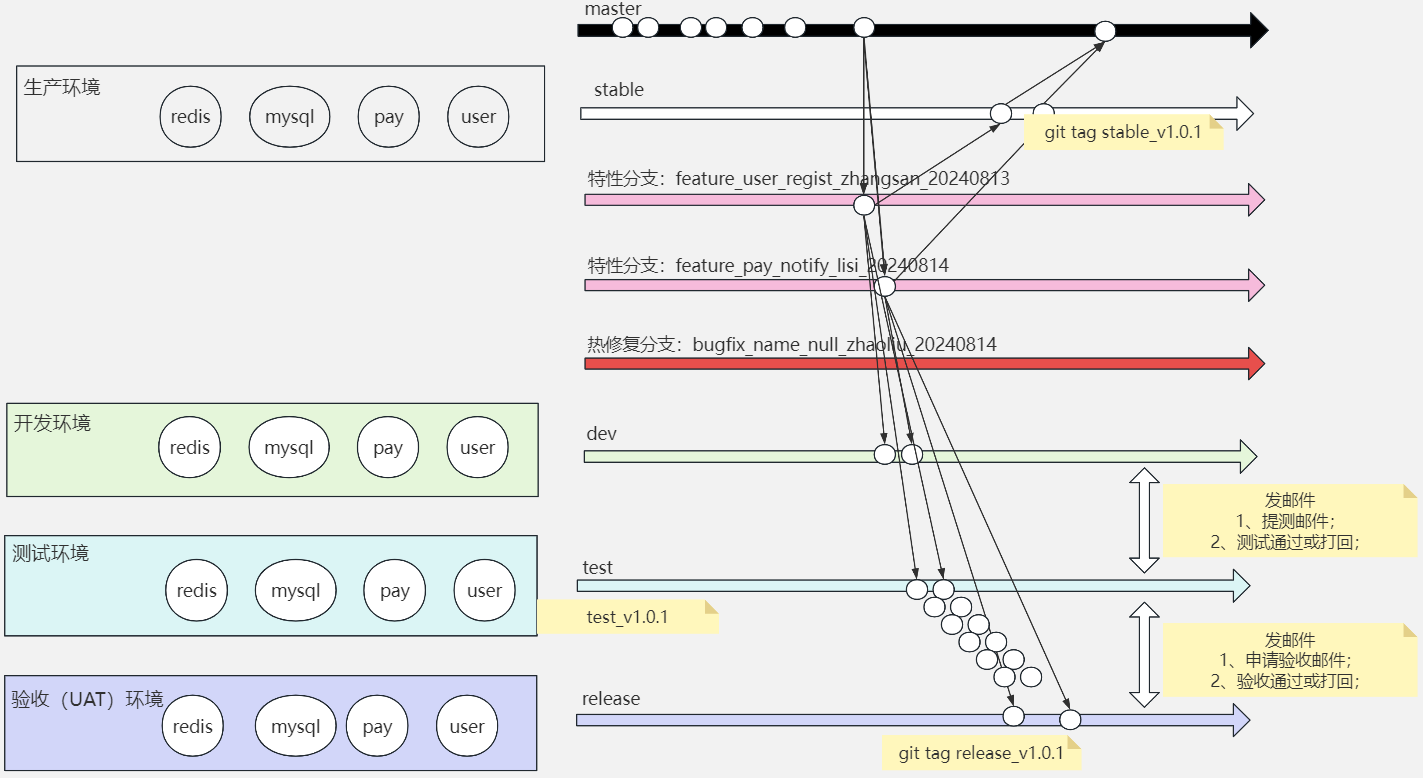 master
生产环境
redis
mysql
pay
user
stable
git tag stable_v1.0.1
特性分支：feature_user_regist_zhangsan_20240813
特性分支：feature_pay_notify_lisi_20240814
热修复分支：bugfix_name_null_zhaoliu_20240814
开发环境
redis
mysql
pay
user
dev
发邮件
1、提测邮件；
2、测试通过或打回；
测试环境
redis
mysql
pay
user
test
test_v1.0.1
发邮件
1、申请验收邮件；
2、验收通过或打回；
验收（UAT）环境
redis
mysql
pay
user
release
git tag release_v1.0.1